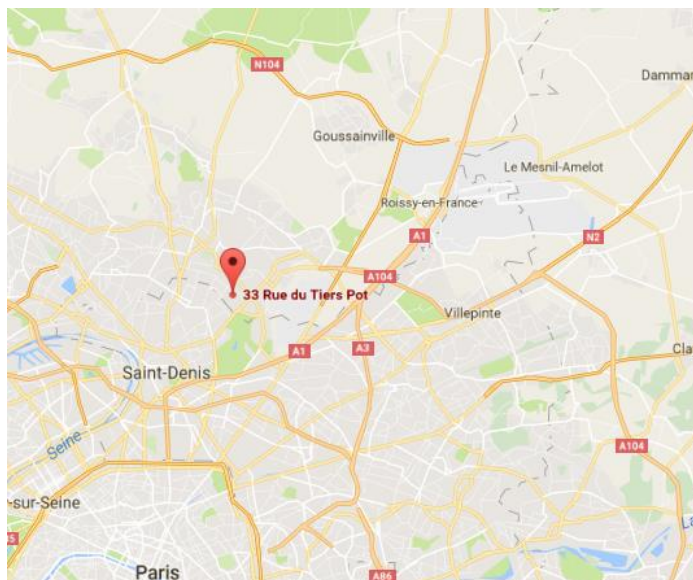 N104
Dammar
Goussainville
Le Mesnil-Amelot
Roissy-en-France
A1
N2
A104
33 Rue du Tiers Pot
Villepinte
A1
A3
Cla
Saint-Denis
Seine
A104
-sur-Seine
La
Paris
A86